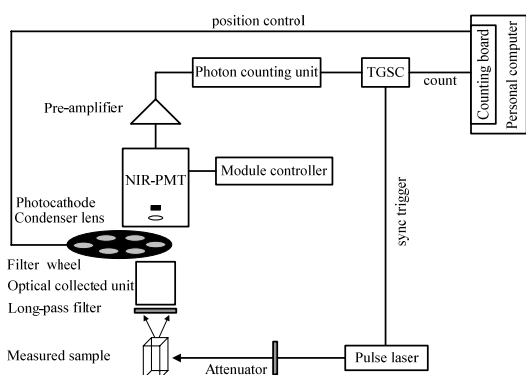 position control
Photon counting unit
TGSC
count
Counting board
Personal computer
Pre-amplifier
NIR-PMT
Module controller
sync trigger
Photocathode
Condenser lens
Filter wheel
Optical collected unit
Long-pass filter
Measured sample
Attenuator
Pulse laser